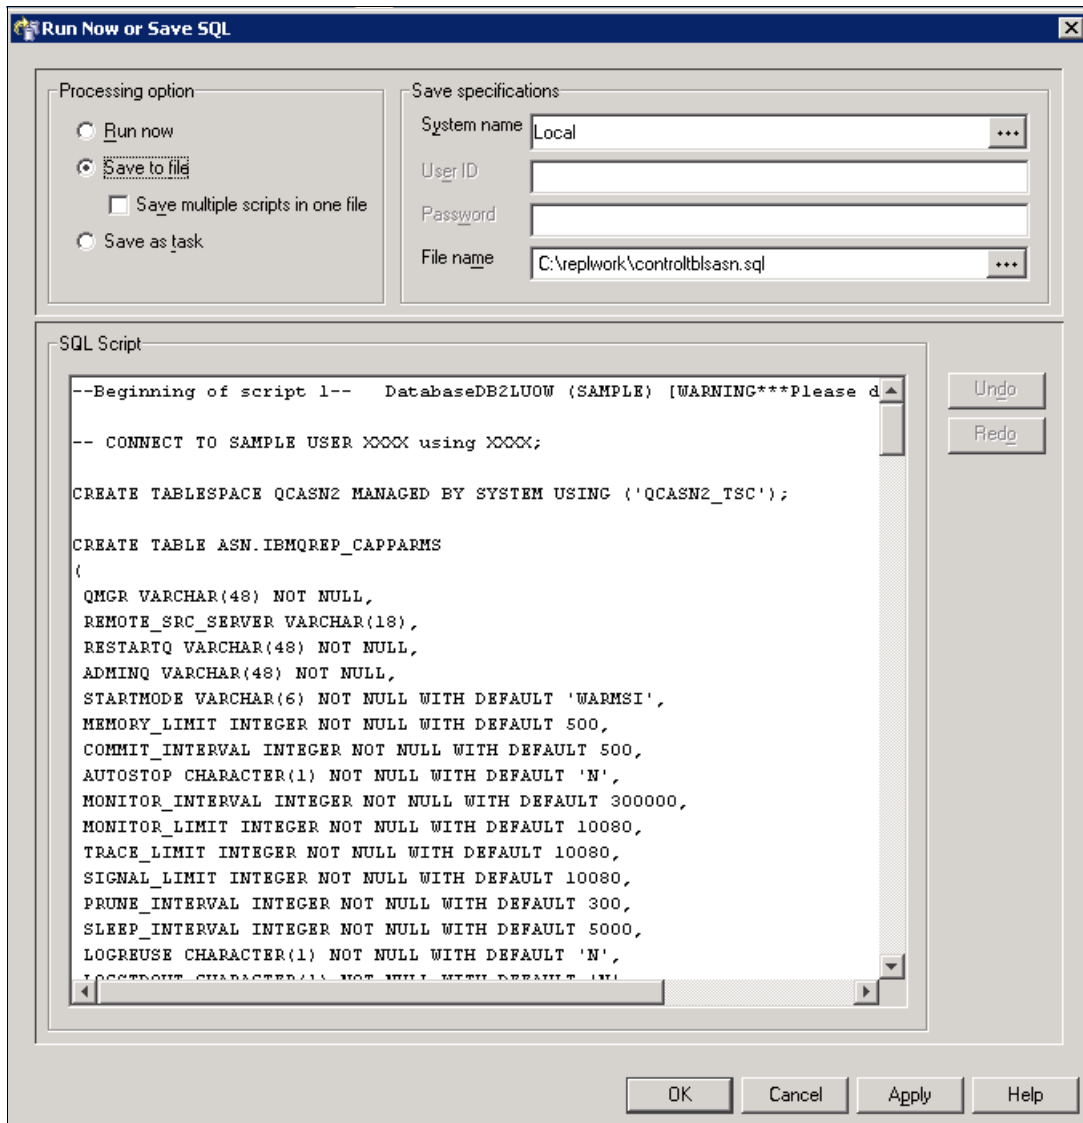 Run Now or Save SQL
Processing option
Run now
Save to file
Save multiple scripts in one file
Save as task
Save specifications
System name Local
User ID
Password
File name C:\replwork\controltblsasn.sql
SQL Script
--Beginning of script 1-- DatabaseDB2LUOW (SAMPLE) [WARNING***Please d
-- CONNECT TO SAMPLE USER XXXX using XXXX;
CREATE TABLESPACE QCASN2 MANAGED BY SYSTEM USING ('QCASN2_TSC');
CREATE TABLE ASN.IBMQREP_CAPPARMS
(
QMGR VARCHAR(48) NOT NULL,
REMOTE_SRC_SERVER VARCHAR(18),
RESTARTQ VARCHAR(48) NOT NULL,
ADMINQ VARCHAR(48) NOT NULL,
STARTMODE VARCHAR(6) NOT NULL WITH DEFAULT 'WARMSI',
MEMORY_LIMIT INTEGER NOT NULL WITH DEFAULT 500,
COMMIT_INTERVAL INTEGER NOT NULL WITH DEFAULT 500,
AUTOSTOP CHARACTER(1) NOT NULL WITH DEFAULT 'N',
MONITOR_INTERVAL INTEGER NOT NULL WITH DEFAULT 300000,
MONITOR_LIMIT INTEGER NOT NULL WITH DEFAULT 10080,
TRACE_LIMIT INTEGER NOT NULL WITH DEFAULT 10080,
SIGNAL_LIMIT INTEGER NOT NULL WITH DEFAULT 10080,
PRUNE_INTERVAL INTEGER NOT NULL WITH DEFAULT 300,
SLEEP_INTERVAL INTEGER NOT NULL WITH DEFAULT 5000,
LOGREUSE CHARACTER(1) NOT NULL WITH DEFAULT 'N',
LOGSTDOUT CHARACTER(1) NOT NULL WITH DEFAULT 'N'
Undo
Redo
OK Cancel Apply Help